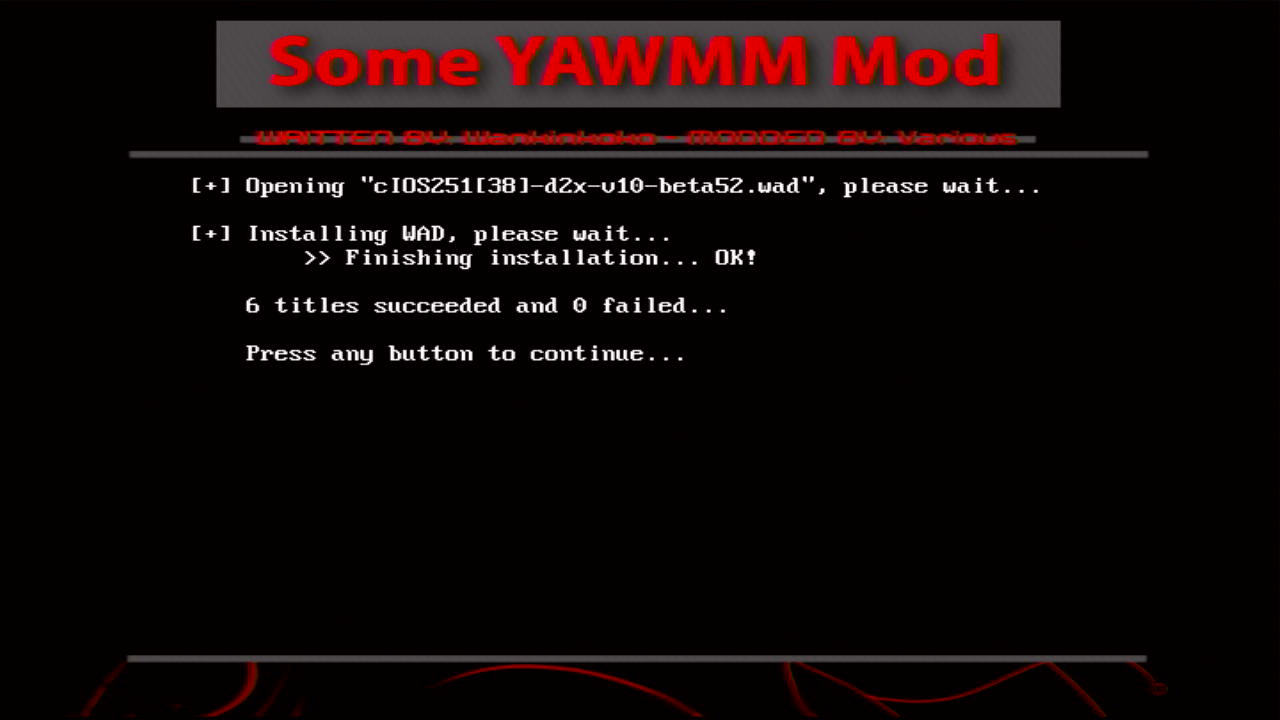 Some YAWMM Mod
WRITTEN BY: Wankinkoko - MODDED BY: Various
[+] Opening "cIOS251[38]-d2x-v10-beta52.wad", please wait...
[+] Installing WAD, please wait...
>> Finishing installation... OK!
6 titles succeeded and 0 failed...
Press any button to continue...